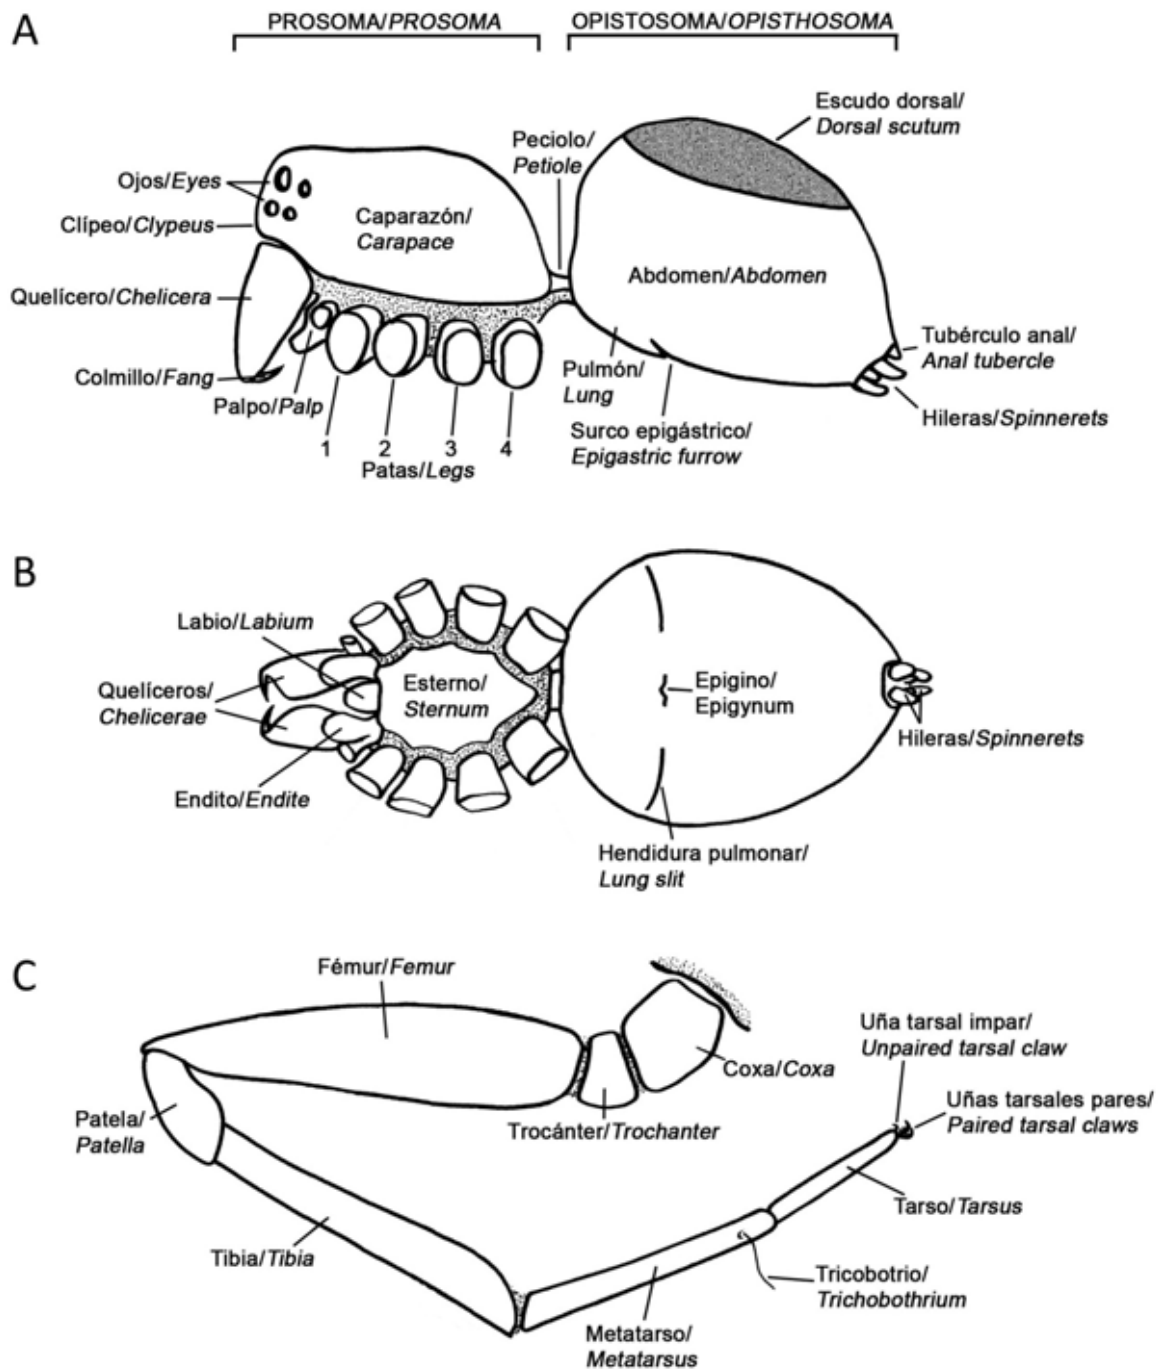 A
PROSOMA/PROSOMA
OPISTOSOMA/OPISTHOSOMA
Escudo dorsal/
Dorsal scutum
Peciolo/
Petiole
Ojos/Eyes
Clípeo/Clypeus
Caparazón/
Carapace
Abdomen/Abdomen
Quelícero/Chelicera
Tubérculo anal/
Anal tubercle
Colmillo/Fang
Palpo/Palp
Pulmón/
Lung
Hileras/Spinnerets
1 2 3 4
Patas/Legs
Surco epigástrico/
Epigastric furrow
B
Labio/Labium
Quelíceros/
Chelicerae
Esterno/
Sternum
Epigino/
Epigynum
Hileras/Spinnerets
Endito/Endite
Hendidura pulmonar/
Lung slit
C
Fémur/Femur
Uña tarsal impar/
Unpaired tarsal claw
Coxa/Coxa
Uñas tarsales pares/
Paired tarsal claws
Patela/
Patella
Trocánter/Trochanter
Tarso/Tarsus
Tibia/Tibia
Tricobotrio/
Trichobothrium
Metatarso/
Metatarsus